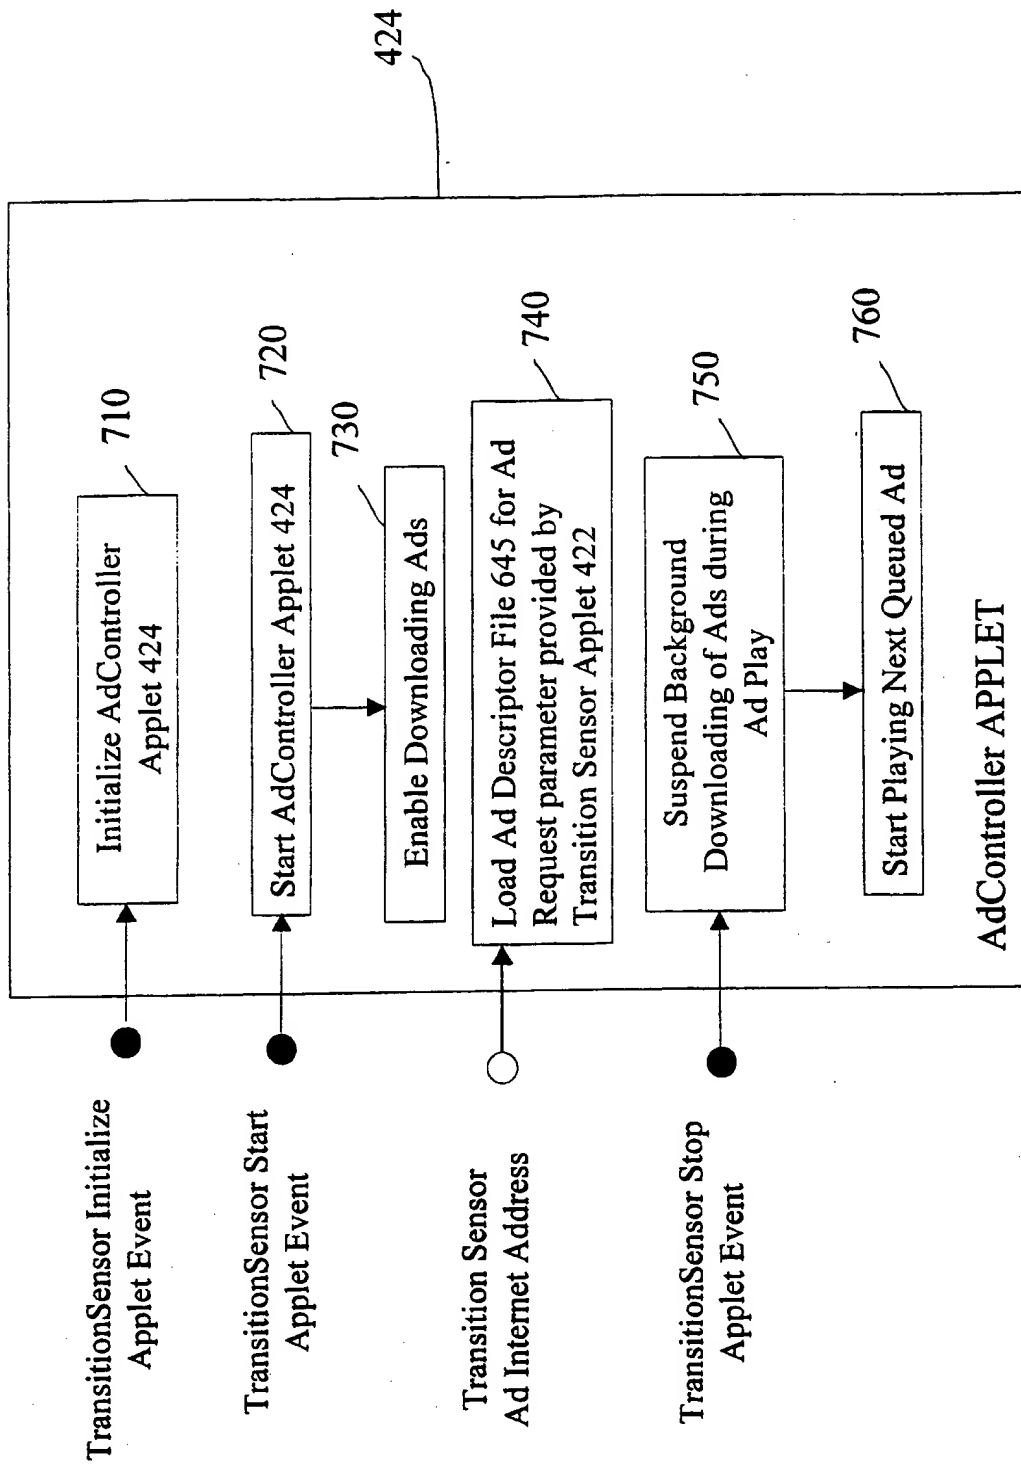 424
TransitionSensor Initialize
Applet Event
Initialize AdController
Applet 424
710
TransitionSensor Start
Applet Event
Start AdController Applet 424
720
Enable Downloading Ads
730
Transition Sensor
Ad Internet Address
Load Ad Descriptor File 645 for Ad
Request parameter provided by
Transition Sensor Applet 422
740
TransitionSensor Stop
Applet Event
Suspend Background
Downloading of Ads during
Ad Play
750
Start Playing Next Queued Ad
760
AdController APPLET